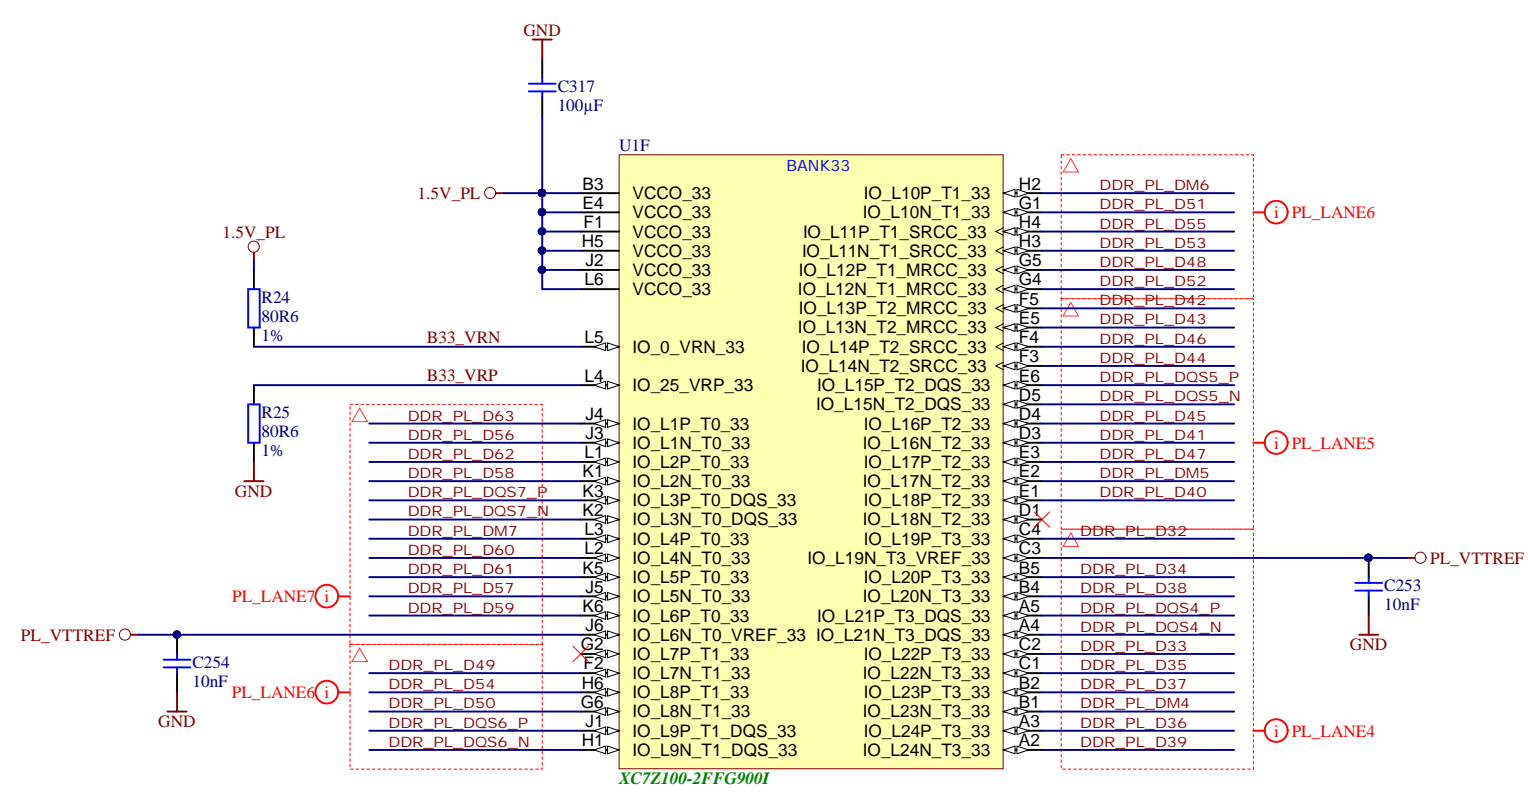 GND
C317
100µF
U1F
BANK33
1.5V_PL
B3 VCCO_33
E4 VCCO_33
F1 VCCO_33
H5 VCCO_33
J2 VCCO_33
L6 VCCO_33
1.5V_PL
R24
80R6
1%
B33_VRN L5 IO_0_VRN_33
B33_VRP L4 IO_25_VRP_33
R25
80R6
1%
GND
DDR_PL_D63 J4 IO_L1P_T0_33
DDR_PL_D56 J3 IO_L1N_T0_33
DDR_PL_D62 L1 IO_L2P_T0_33
DDR_PL_D58 K1 IO_L2N_T0_33
DDR_PL_DQS7_P K3 IO_L3P_T0_DQS_33
DDR_PL_DQS7_N K2 IO_L3N_T0_DQS_33
DDR_PL_DM7 L3 IO_L4P_T0_33
DDR_PL_D60 L2 IO_L4N_T0_33
DDR_PL_D61 K5 IO_L5P_T0_33
PL_LANE7 i DDR_PL_D57 J5 IO_L5N_T0_33
DDR_PL_D59 K6 IO_L6P_T0_33
PL_VTTREF J6 IO_L6N_T0_VREF_33
C254
10nF
GND
G2 IO_L7P_T1_33
DDR_PL_D49 F2 IO_L7N_T1_33
PL_LANE6 i DDR_PL_D54 H6 IO_L8P_T1_33
DDR_PL_D50 G6 IO_L8N_T1_33
DDR_PL_DQS6_P J1 IO_L9P_T1_DQS_33
DDR_PL_DQS6_N H1 IO_L9N_T1_DQS_33
IO_L10P_T1_33 H2 DDR_PL_DM6
IO_L10N_T1_33 G1 DDR_PL_D51 i PL_LANE6
IO_L11P_T1_SRCC_33 H4 DDR_PL_D55
IO_L11N_T1_SRCC_33 H3 DDR_PL_D53
IO_L12P_T1_MRCC_33 G5 DDR_PL_D48
IO_L12N_T1_MRCC_33 G4 DDR_PL_D52
IO_L13P_T2_MRCC_33 F5 DDR_PL_D42
IO_L13N_T2_MRCC_33 E5 DDR_PL_D43
IO_L14P_T2_SRCC_33 F4 DDR_PL_D46
IO_L14N_T2_SRCC_33 F3 DDR_PL_D44
IO_L15P_T2_DQS_33 E6 DDR_PL_DQS5_P
IO_L15N_T2_DQS_33 D5 DDR_PL_DQS5_N
IO_L16P_T2_33 D4 DDR_PL_D45
IO_L16N_T2_33 D3 DDR_PL_D41 i PL_LANE5
IO_L17P_T2_33 E3 DDR_PL_D47
IO_L17N_T2_33 E2 DDR_PL_DM5
IO_L18P_T2_33 E1 DDR_PL_D40
IO_L18N_T2_33 D1
IO_L19P_T3_33 C4 DDR_PL_D32
IO_L19N_T3_VREF_33 C3 PL_VTTREF
C253
10nF
GND
IO_L20P_T3_33 B5 DDR_PL_D34
IO_L20N_T3_33 B4 DDR_PL_D38
IO_L21P_T3_DQS_33 A5 DDR_PL_DQS4_P
IO_L21N_T3_DQS_33 A4 DDR_PL_DQS4_N
IO_L22P_T3_33 C2 DDR_PL_D33
IO_L22N_T3_33 C1 DDR_PL_D35
IO_L23P_T3_33 B2 DDR_PL_D37
IO_L23N_T3_33 B1 DDR_PL_DM4
IO_L24P_T3_33 A3 DDR_PL_D36 i PL_LANE4
IO_L24N_T3_33 A2 DDR_PL_D39
XC7Z100-2FFG900I